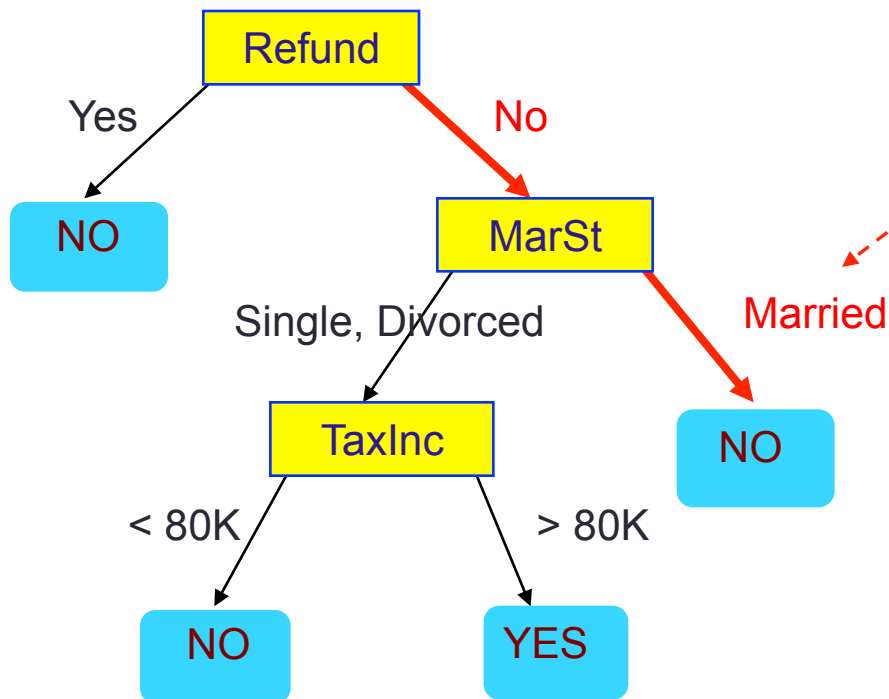 Refund
Yes
No
NO
MarSt
Single, Divorced
Married
TaxInc
NO
< 80K
> 80K
NO
YES